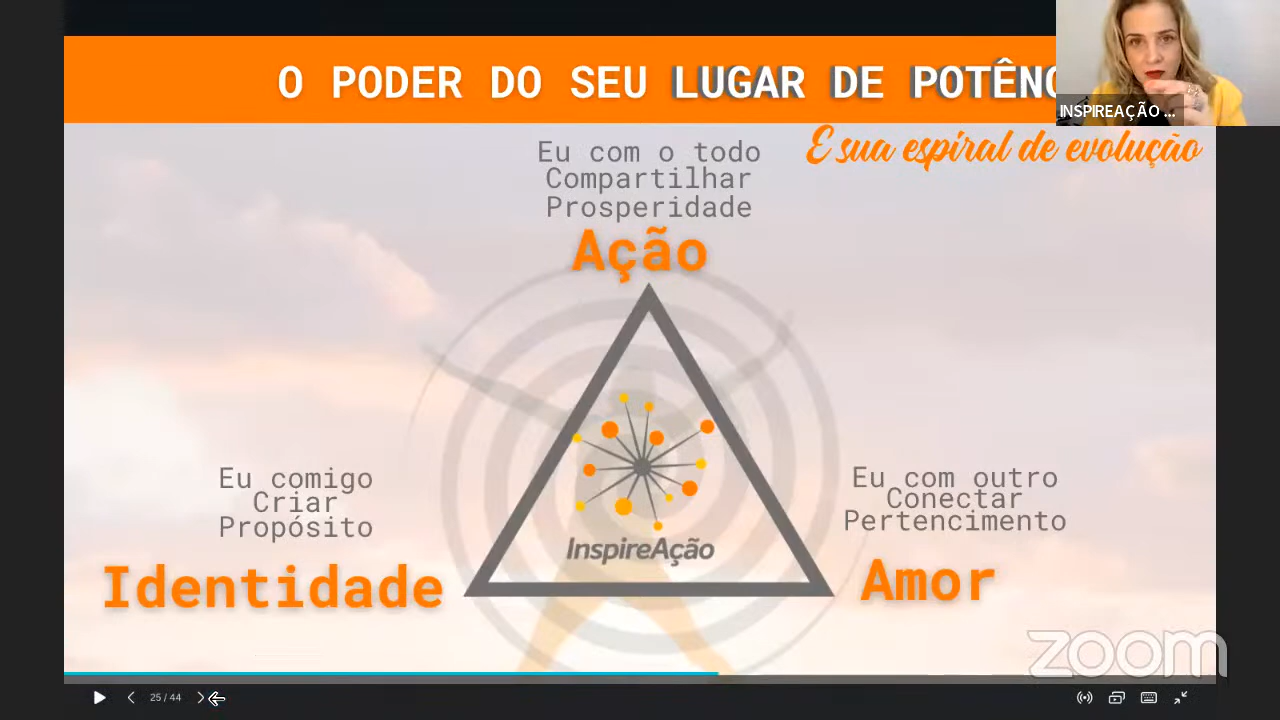 O PODER DO SEU LUGAR DE POTÊNC
INSPIREAÇÃO ...
E sua espiral de evolução
Eu com o todo
Compartilhar
Prosperidade
Ação
Eu comigo
Criar
Propósito
Identidade
Eu com outro
Conectar
Pertencimento
Amor
InspireAção
zoom
25 / 44